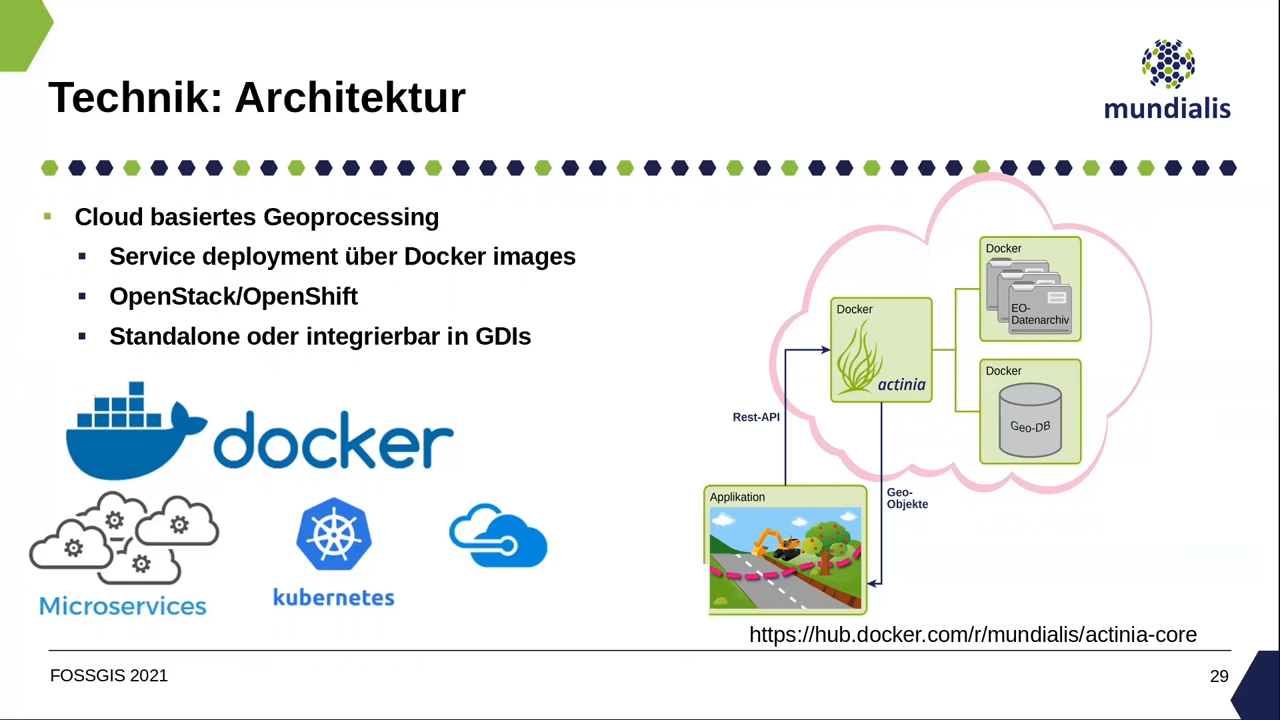 Technik: Architektur
mundialis
Cloud basiertes Geoprocessing
Service deployment über Docker images
OpenStack/OpenShift
Standalone oder integrierbar in GDIs
docker
Microservices
kubernetes
Docker
actinia
Docker
EO-
Datenarchiv
Docker
Geo-DB
Rest-API
Geo-
Objekte
Applikation
https://hub.docker.com/r/mundialis/actinia-core
FOSSGIS 2021
29